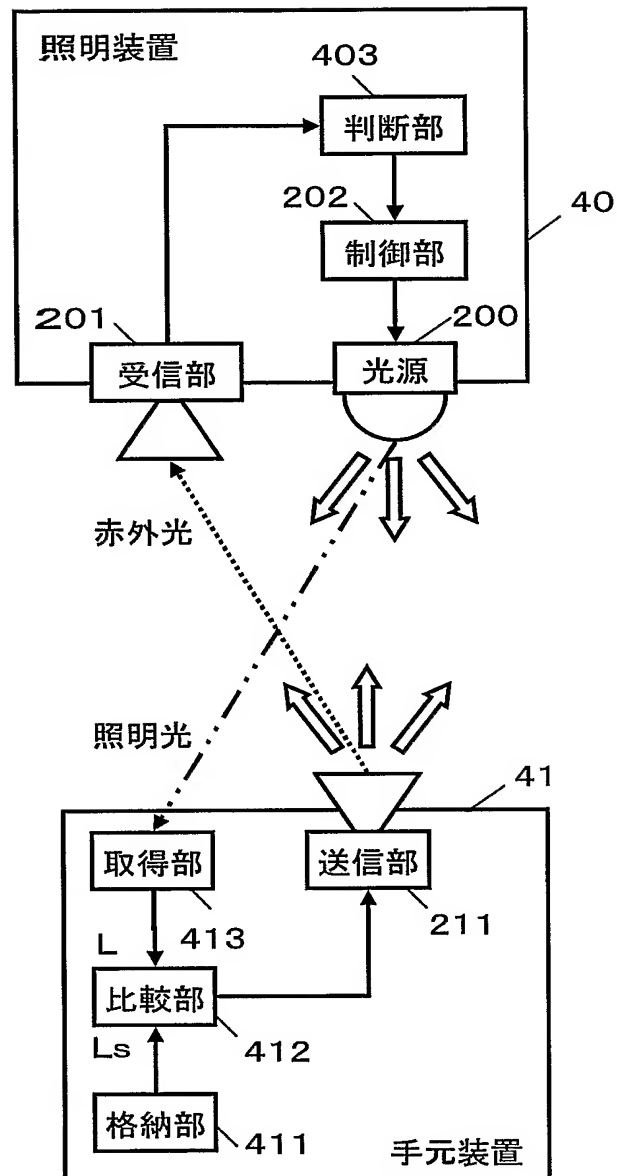 照明装置
403
判断部
202
制御部
40
201
200
受信部
光源
赤外光
照明光
41
取得部
送信部
413
211
L
比較部
412
Ls
格納部
411
手元装置